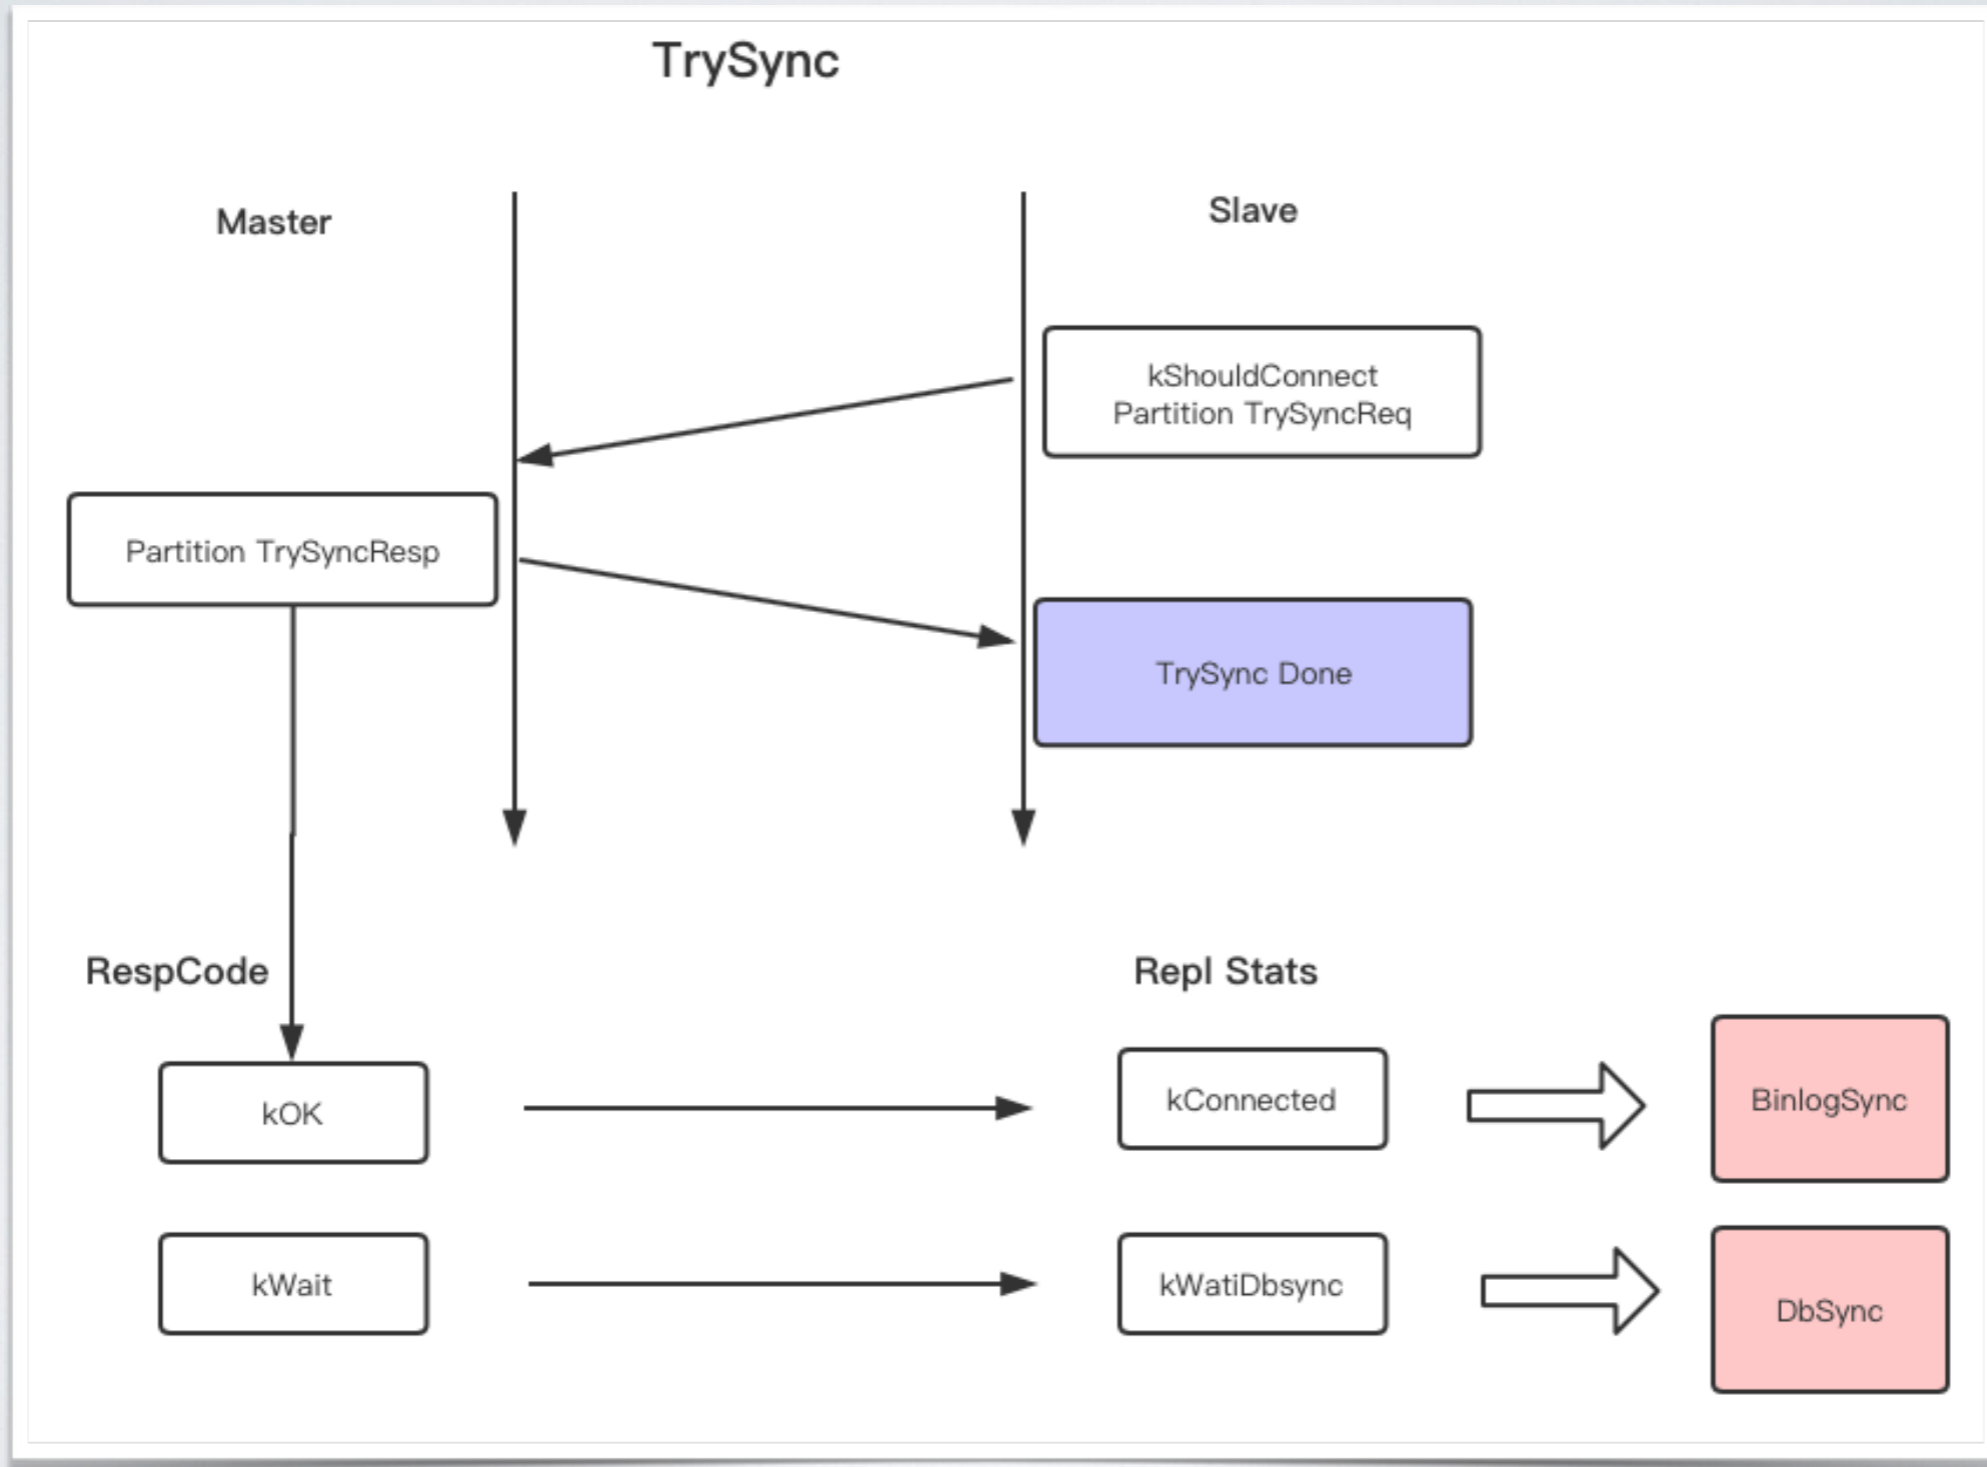 TrySync
Master
Slave
kShouldConnect
Partition TrySyncReq
Partition TrySyncResp
TrySync Done
RespCode
Repl Stats
kOK
kConnected
BinlogSync
kWait
kWatiDbsync
DbSync